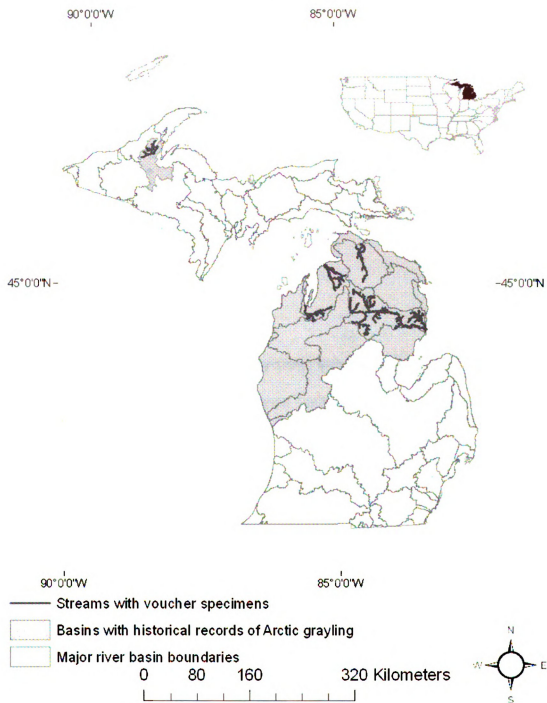 90°0'0"W 85°0'0"W
45°0'0"N 45°0'0"N
90°0'0"W 85°0'0"W
Streams with voucher specimens
Basins with historical records of Arctic grayling
Major river basin boundaries
0 80 160 320 Kilometers
N
W E
S